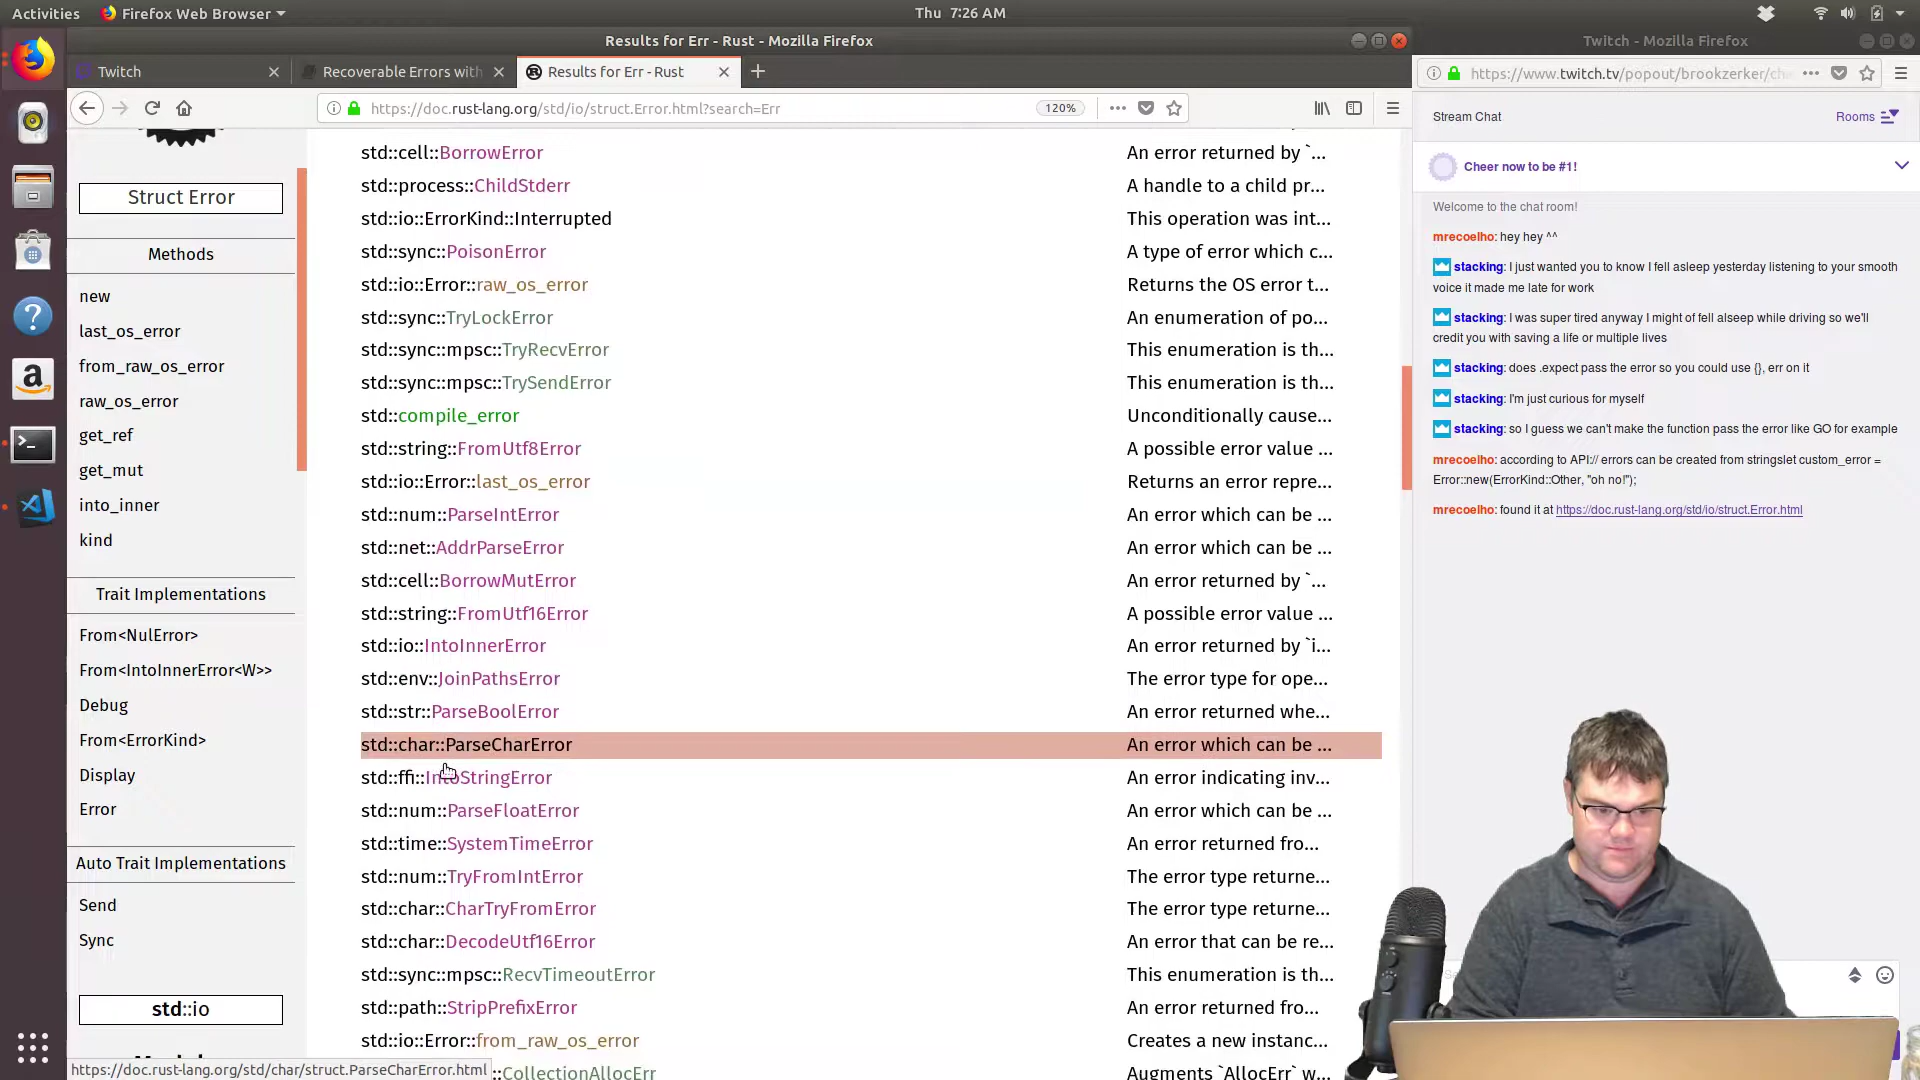 Activities
Firefox Web Browser
Thu 7:26 AM
Results for Err - Rust - Mozilla Firefox
Twitch - Mozilla Firefox
Twitch
Recoverable Errors with
Results for Err - Rust
https://doc.rust-lang.org/std/io/struct.Error.html?search=Err
120%
https://www.twitch.tv/popout/brookzerker/cha
Struct Error
Methods
new
last_os_error
from_raw_os_error
raw_os_error
get_ref
get_mut
into_inner
kind
Trait Implementations
From<NulError>
From<IntoInnerError<W>>
Debug
From<ErrorKind>
Display
Error
Auto Trait Implementations
Send
Sync
std::io
std::cell::BorrowError An error returned by `...
std::process::ChildStderr A handle to a child pr...
std::io::ErrorKind::Interrupted This operation was int...
std::sync::PoisonError A type of error which c...
std::io::Error::raw_os_error Returns the OS error t...
std::sync::TryLockError An enumeration of po...
std::sync::mpsc::TryRecvError This enumeration is th...
std::sync::mpsc::TrySendError This enumeration is th...
std::compile_error Unconditionally cause...
std::string::FromUtf8Error A possible error value ...
std::io::Error::last_os_error Returns an error repre...
std::num::ParseIntError An error which can be ...
std::net::AddrParseError An error which can be ...
std::cell::BorrowMutError An error returned by `...
std::string::FromUtf16Error A possible error value ...
std::io::IntoInnerError An error returned by `i...
std::env::JoinPathsError The error type for ope...
std::str::ParseBoolError An error returned whe...
std::char::ParseCharError An error which can be ...
std::ffi::IntoStringError An error indicating inv...
std::num::ParseFloatError An error which can be ...
std::time::SystemTimeError An error returned fro...
std::num::TryFromIntError The error type returne...
std::char::CharTryFromError The error type returne...
std::char::DecodeUtf16Error An error that can be re...
std::sync::mpsc::RecvTimeoutError This enumeration is th...
std::path::StripPrefixError An error returned fro...
std::io::Error::from_raw_os_error Creates a new instanc...
::CollectionAllocErr Augments `AllocErr` w...
https://doc.rust-lang.org/std/char/struct.ParseCharError.html
Stream Chat
Rooms
Cheer now to be #1!
Welcome to the chat room!
mrecoelho: hey hey ^^
stacking: I just wanted you to know I fell asleep yesterday listening to your smooth
voice it made me late for work
stacking: I was super tired anyway I might of fell alseep while driving so we'll
credit you with saving a life or multiple lives
stacking: does .expect pass the error so you could use {}, err on it
stacking: I'm just curious for myself
stacking: so I guess we can't make the function pass the error like GO for example
mrecoelho: according to API:// errors can be created from stringslet custom_error =
Error::new(ErrorKind::Other, "oh no!");
mrecoelho: found it at https://doc.rust-lang.org/std/io/struct.Error.html